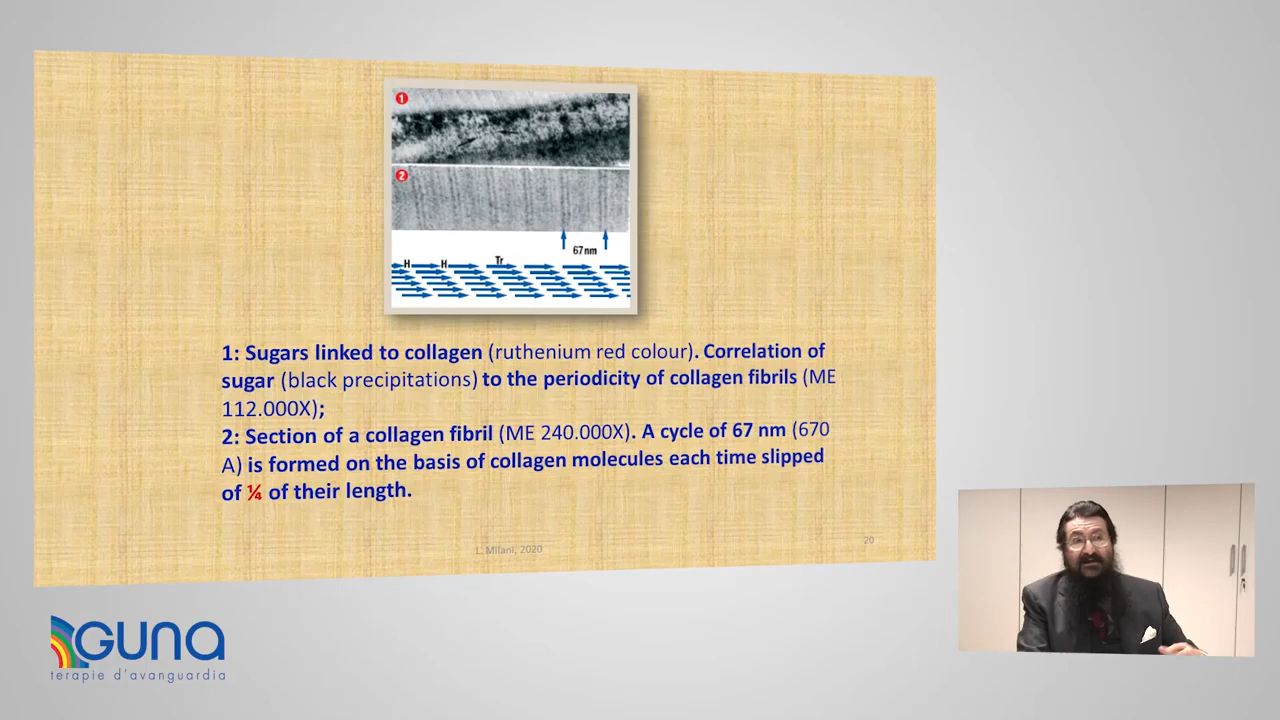 1
2
67nm
H H Tr
1: Sugars linked to collagen (ruthenium red colour). Correlation of
sugar (black precipitations) to the periodicity of collagen fibrils (ME
112.000X);
2: Section of a collagen fibril (ME 240.000X). A cycle of 67 nm (670
A) is formed on the basis of collagen molecules each time slipped
of ¼ of their length.
L. Milani, 2020
20
GUNA
terapie d'avanguardia